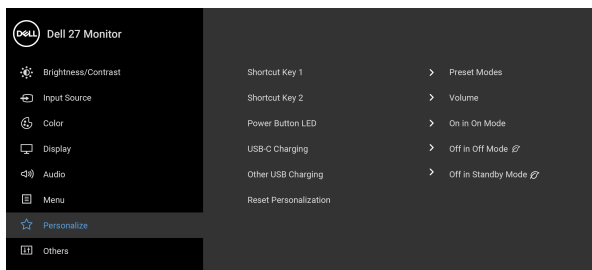 DELL
Dell 27 Monitor
Brightness/Contrast
Input Source
Color
Display
Audio
Menu
Personalize
Others
Shortcut Key 1 > Preset Modes
Shortcut Key 2 > Volume
Power Button LED > On in On Mode
USB-C Charging > Off in Off Mode
Other USB Charging > Off in Standby Mode
Reset Personalization